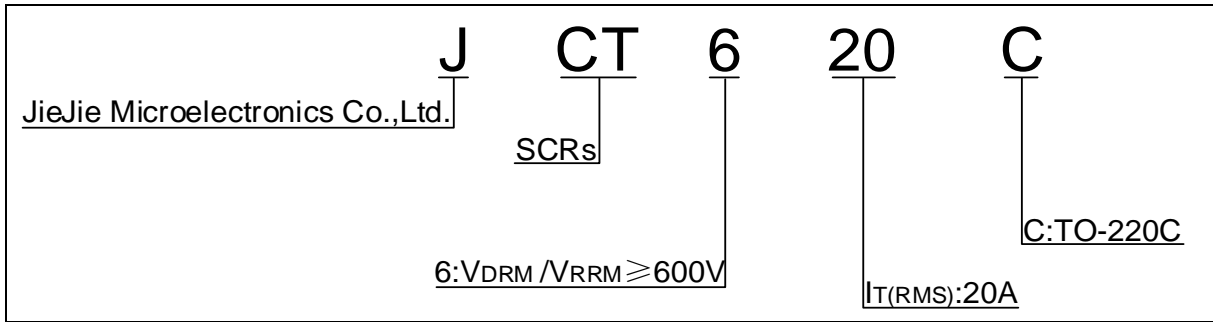 J CT 6 20 C
JieJie Microelectronics Co.,Ltd.
SCRs
C:TO-220C
6:VDRM /VRRM≥600V
IT(RMS):20A